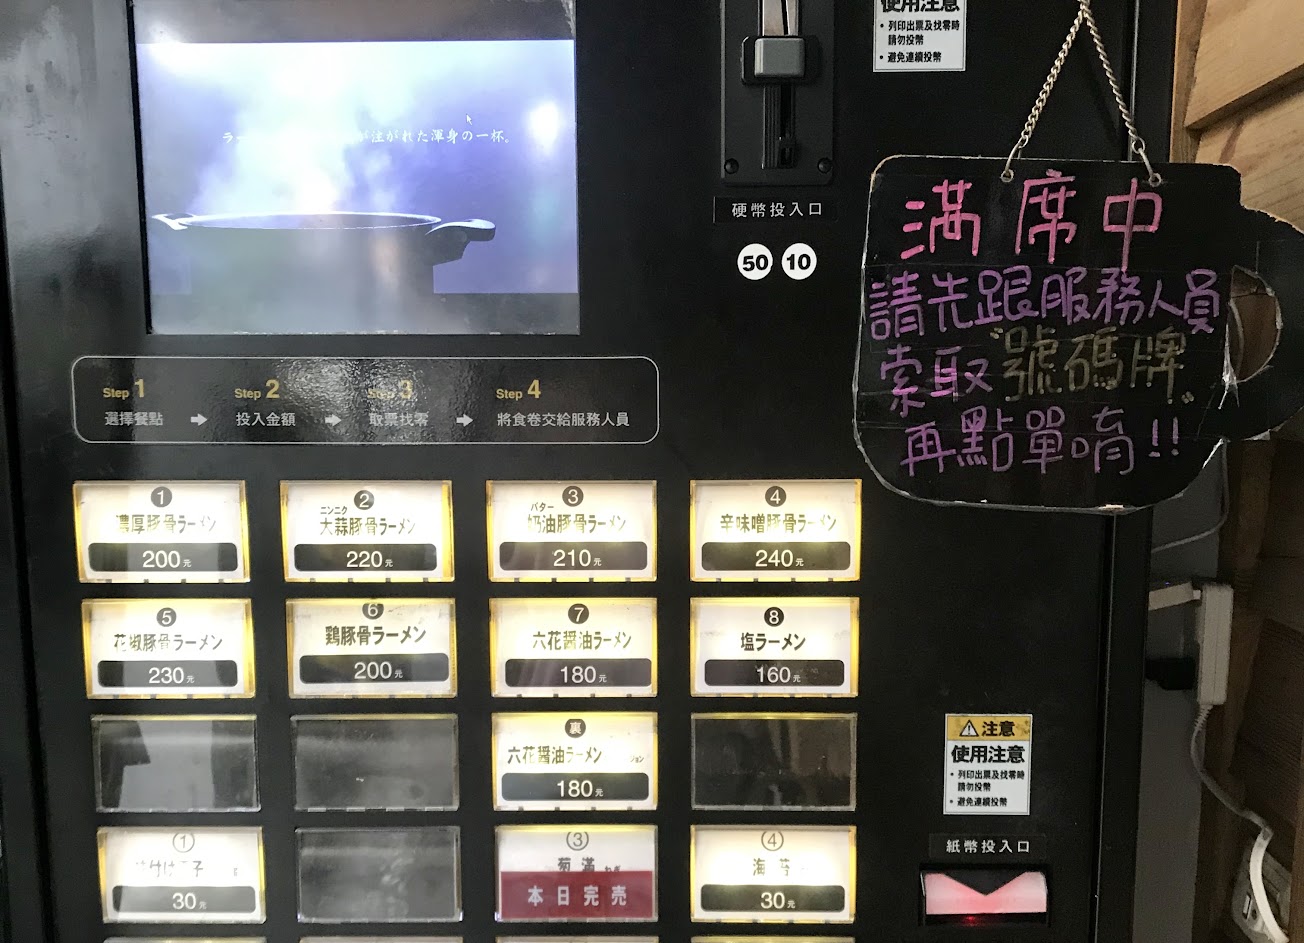 ラー
が注がれた渾身の一杯。
使用注意
• 列印出票及找零時
請勿投幣
• 避免連續投幣
硬幣投入口
50 10
滿席中
請先跟服務人員
索取"號碼牌"
再點單唷!!
Step 1
選擇餐點
Step 2
投入金額
Step 3
取票找零
Step 4
將食卷交給服務人員
1
濃厚豚骨ラーメン
200元
2
ニンニク
大蒜豚骨ラーメン
220元
3
バター
奶油豚骨ラーメン
210元
4
辛味噌豚骨ラーメン
240元
5
花椒豚骨ラーメン
230元
6
鶏豚骨ラーメン
200元
7
六花醤油ラーメン
180元
8
塩ラーメン
160元
裏
六花醤油ラーメン
ション
180元
1
付け 子
30元
3
菊滿
本日完売
4
海苔
30元
注意
使用注意
• 列印出票及找零時
請勿投幣
• 避免連續投幣
紙幣投入口